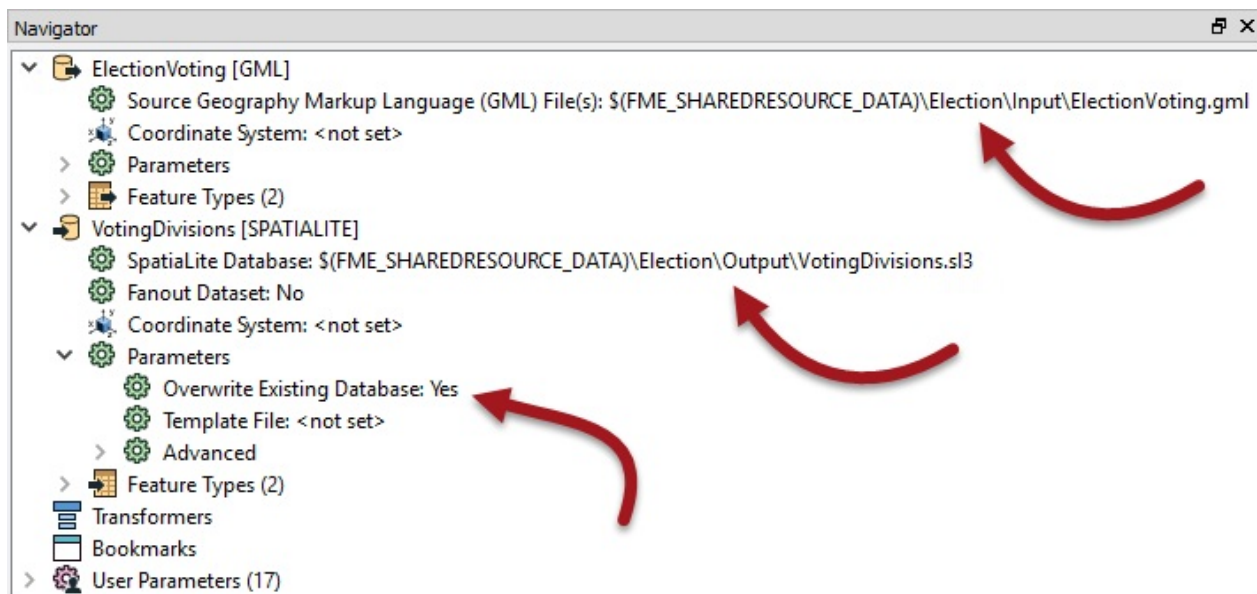 Navigator
ElectionVoting [GML]
Source Geography Markup Language (GML) File(s): $(FME_SHAREDRESOURCE_DATA)\Election\Input\ElectionVoting.gml
Coordinate System: <not set>
Parameters
Feature Types (2)
VotingDivisions [SPATIALITE]
SpatiaLite Database: $(FME_SHAREDRESOURCE_DATA)\Election\Output\VotingDivisions.sl3
Fanout Dataset: No
Coordinate System: <not set>
Parameters
Overwrite Existing Database: Yes
Template File: <not set>
Advanced
Feature Types (2)
Transformers
Bookmarks
User Parameters (17)